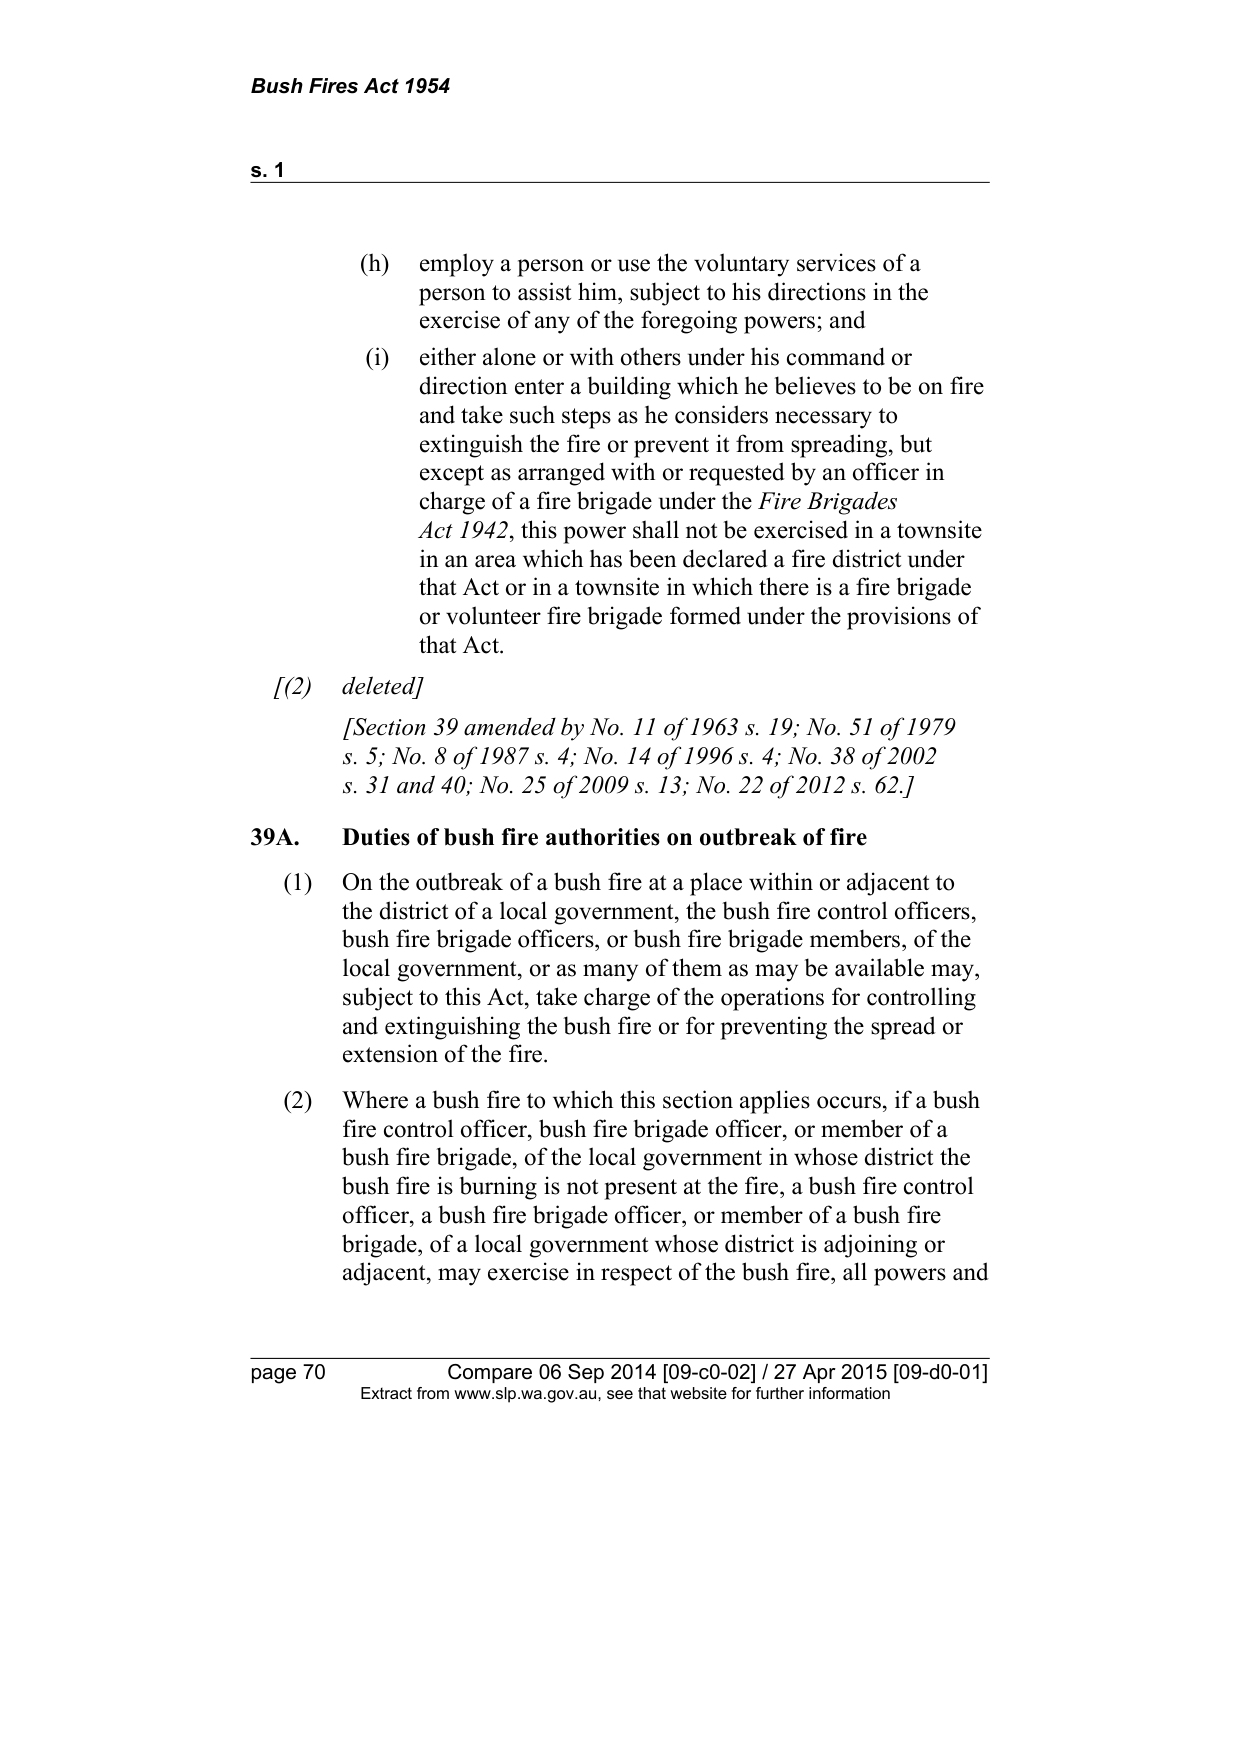 Bush Fires Act 1954
s. 1
(h) employ a person or use the voluntary services of a
person to assist him, subject to his directions in the
exercise of any of the foregoing powers; and
(i) either alone or with others under his command or
direction enter a building which he believes to be on fire
and take such steps as he considers necessary to
extinguish the fire or prevent it from spreading, but
except as arranged with or requested by an officer in
charge of a fire brigade under the Fire Brigades
Act 1942, this power shall not be exercised in a townsite
in an area which has been declared a fire district under
that Act or in a townsite in which there is a fire brigade
or volunteer fire brigade formed under the provisions of
that Act.
[(2) deleted]
[Section 39 amended by No. 11 of 1963 s. 19; No. 51 of 1979
s. 5; No. 8 of 1987 s. 4; No. 14 of 1996 s. 4; No. 38 of 2002
s. 31 and 40; No. 25 of 2009 s. 13; No. 22 of 2012 s. 62.]
39A. Duties of bush fire authorities on outbreak of fire
(1) On the outbreak of a bush fire at a place within or adjacent to
the district of a local government, the bush fire control officers,
bush fire brigade officers, or bush fire brigade members, of the
local government, or as many of them as may be available may,
subject to this Act, take charge of the operations for controlling
and extinguishing the bush fire or for preventing the spread or
extension of the fire.
(2) Where a bush fire to which this section applies occurs, if a bush
fire control officer, bush fire brigade officer, or member of a
bush fire brigade, of the local government in whose district the
bush fire is burning is not present at the fire, a bush fire control
officer, a bush fire brigade officer, or member of a bush fire
brigade, of a local government whose district is adjoining or
adjacent, may exercise in respect of the bush fire, all powers and
page 70 Compare 06 Sep 2014 [09-c0-02] / 27 Apr 2015 [09-d0-01]
Extract from www.slp.wa.gov.au, see that website for further information